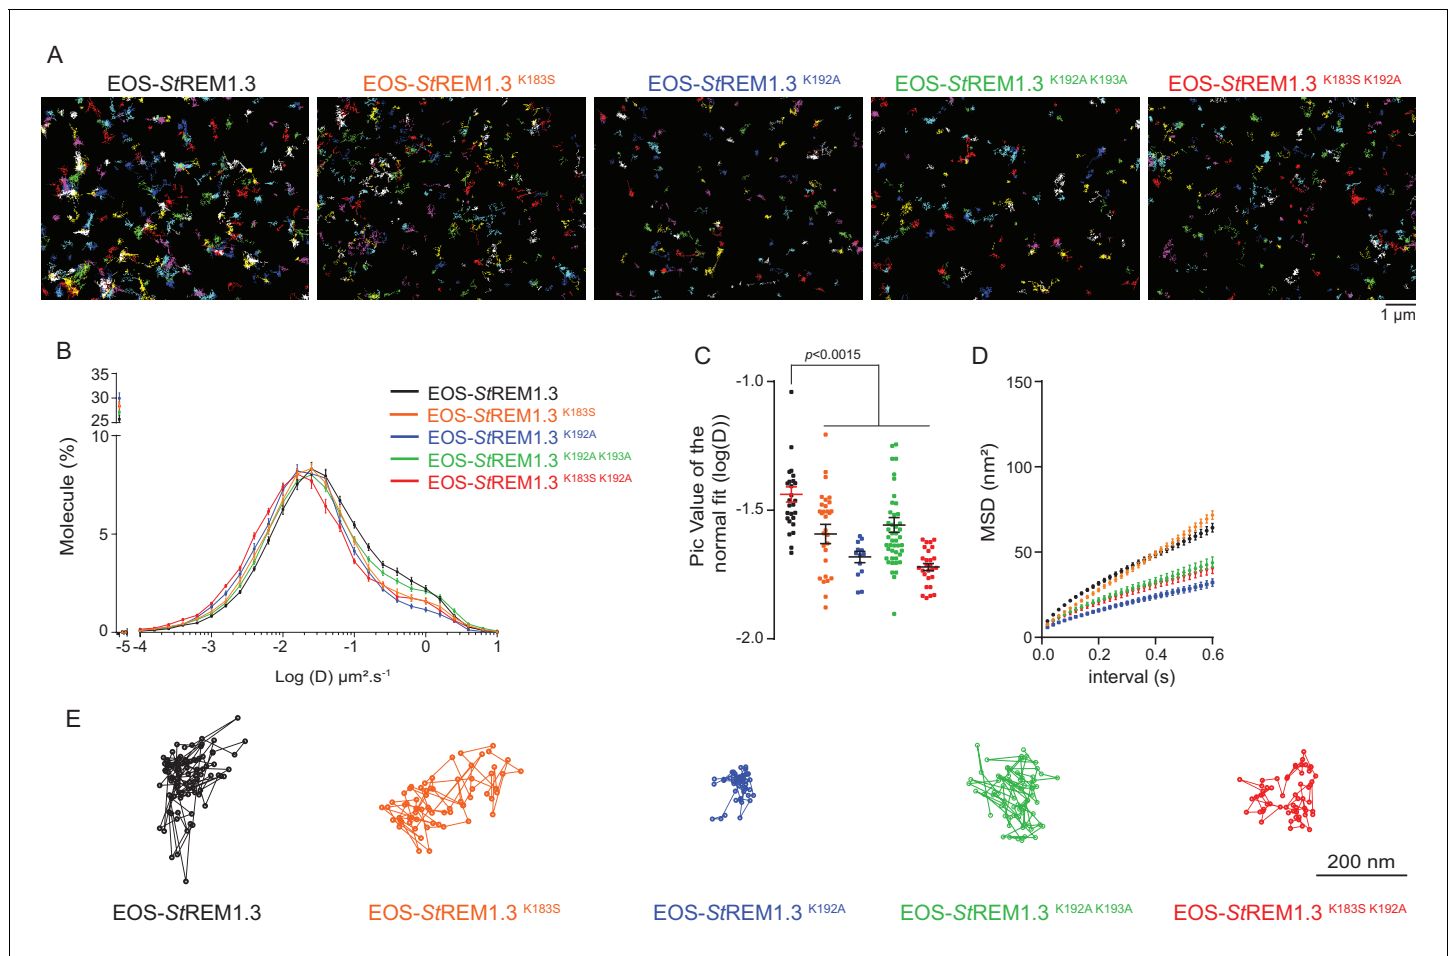 A
EOS-StREM1.3
EOS-StREM1.3 K183S
EOS-StREM1.3 K192A
EOS-StREM1.3 K192A K193A
EOS-StREM1.3 K183S K192A
1 µm
B
35
30
25
10
5
0
Molecule (%)
-5 -4 -3 -2 -1 0 1
Log (D) µm².s⁻¹
EOS-StREM1.3
EOS-StREM1.3 K183S
EOS-StREM1.3 K192A
EOS-StREM1.3 K192A K193A
EOS-StREM1.3 K183S K192A
C
p<0.0015
-1.0
-1.5
-2.0
Pic Value of the
normal fit (log(D))
D
150
100
50
0
MSD (nm²)
0.0 0.2 0.4 0.6
interval (s)
E
200 nm
EOS-StREM1.3
EOS-StREM1.3 K183S
EOS-StREM1.3 K192A
EOS-StREM1.3 K192A K193A
EOS-StREM1.3 K183S K192A